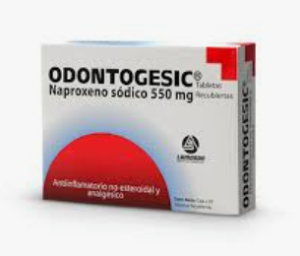 ODONTOGESIC®
Naproxeno sódico 550 mg
Tabletas
Recubiertas
Antiinflamatorio no esteroidal y
analgésico